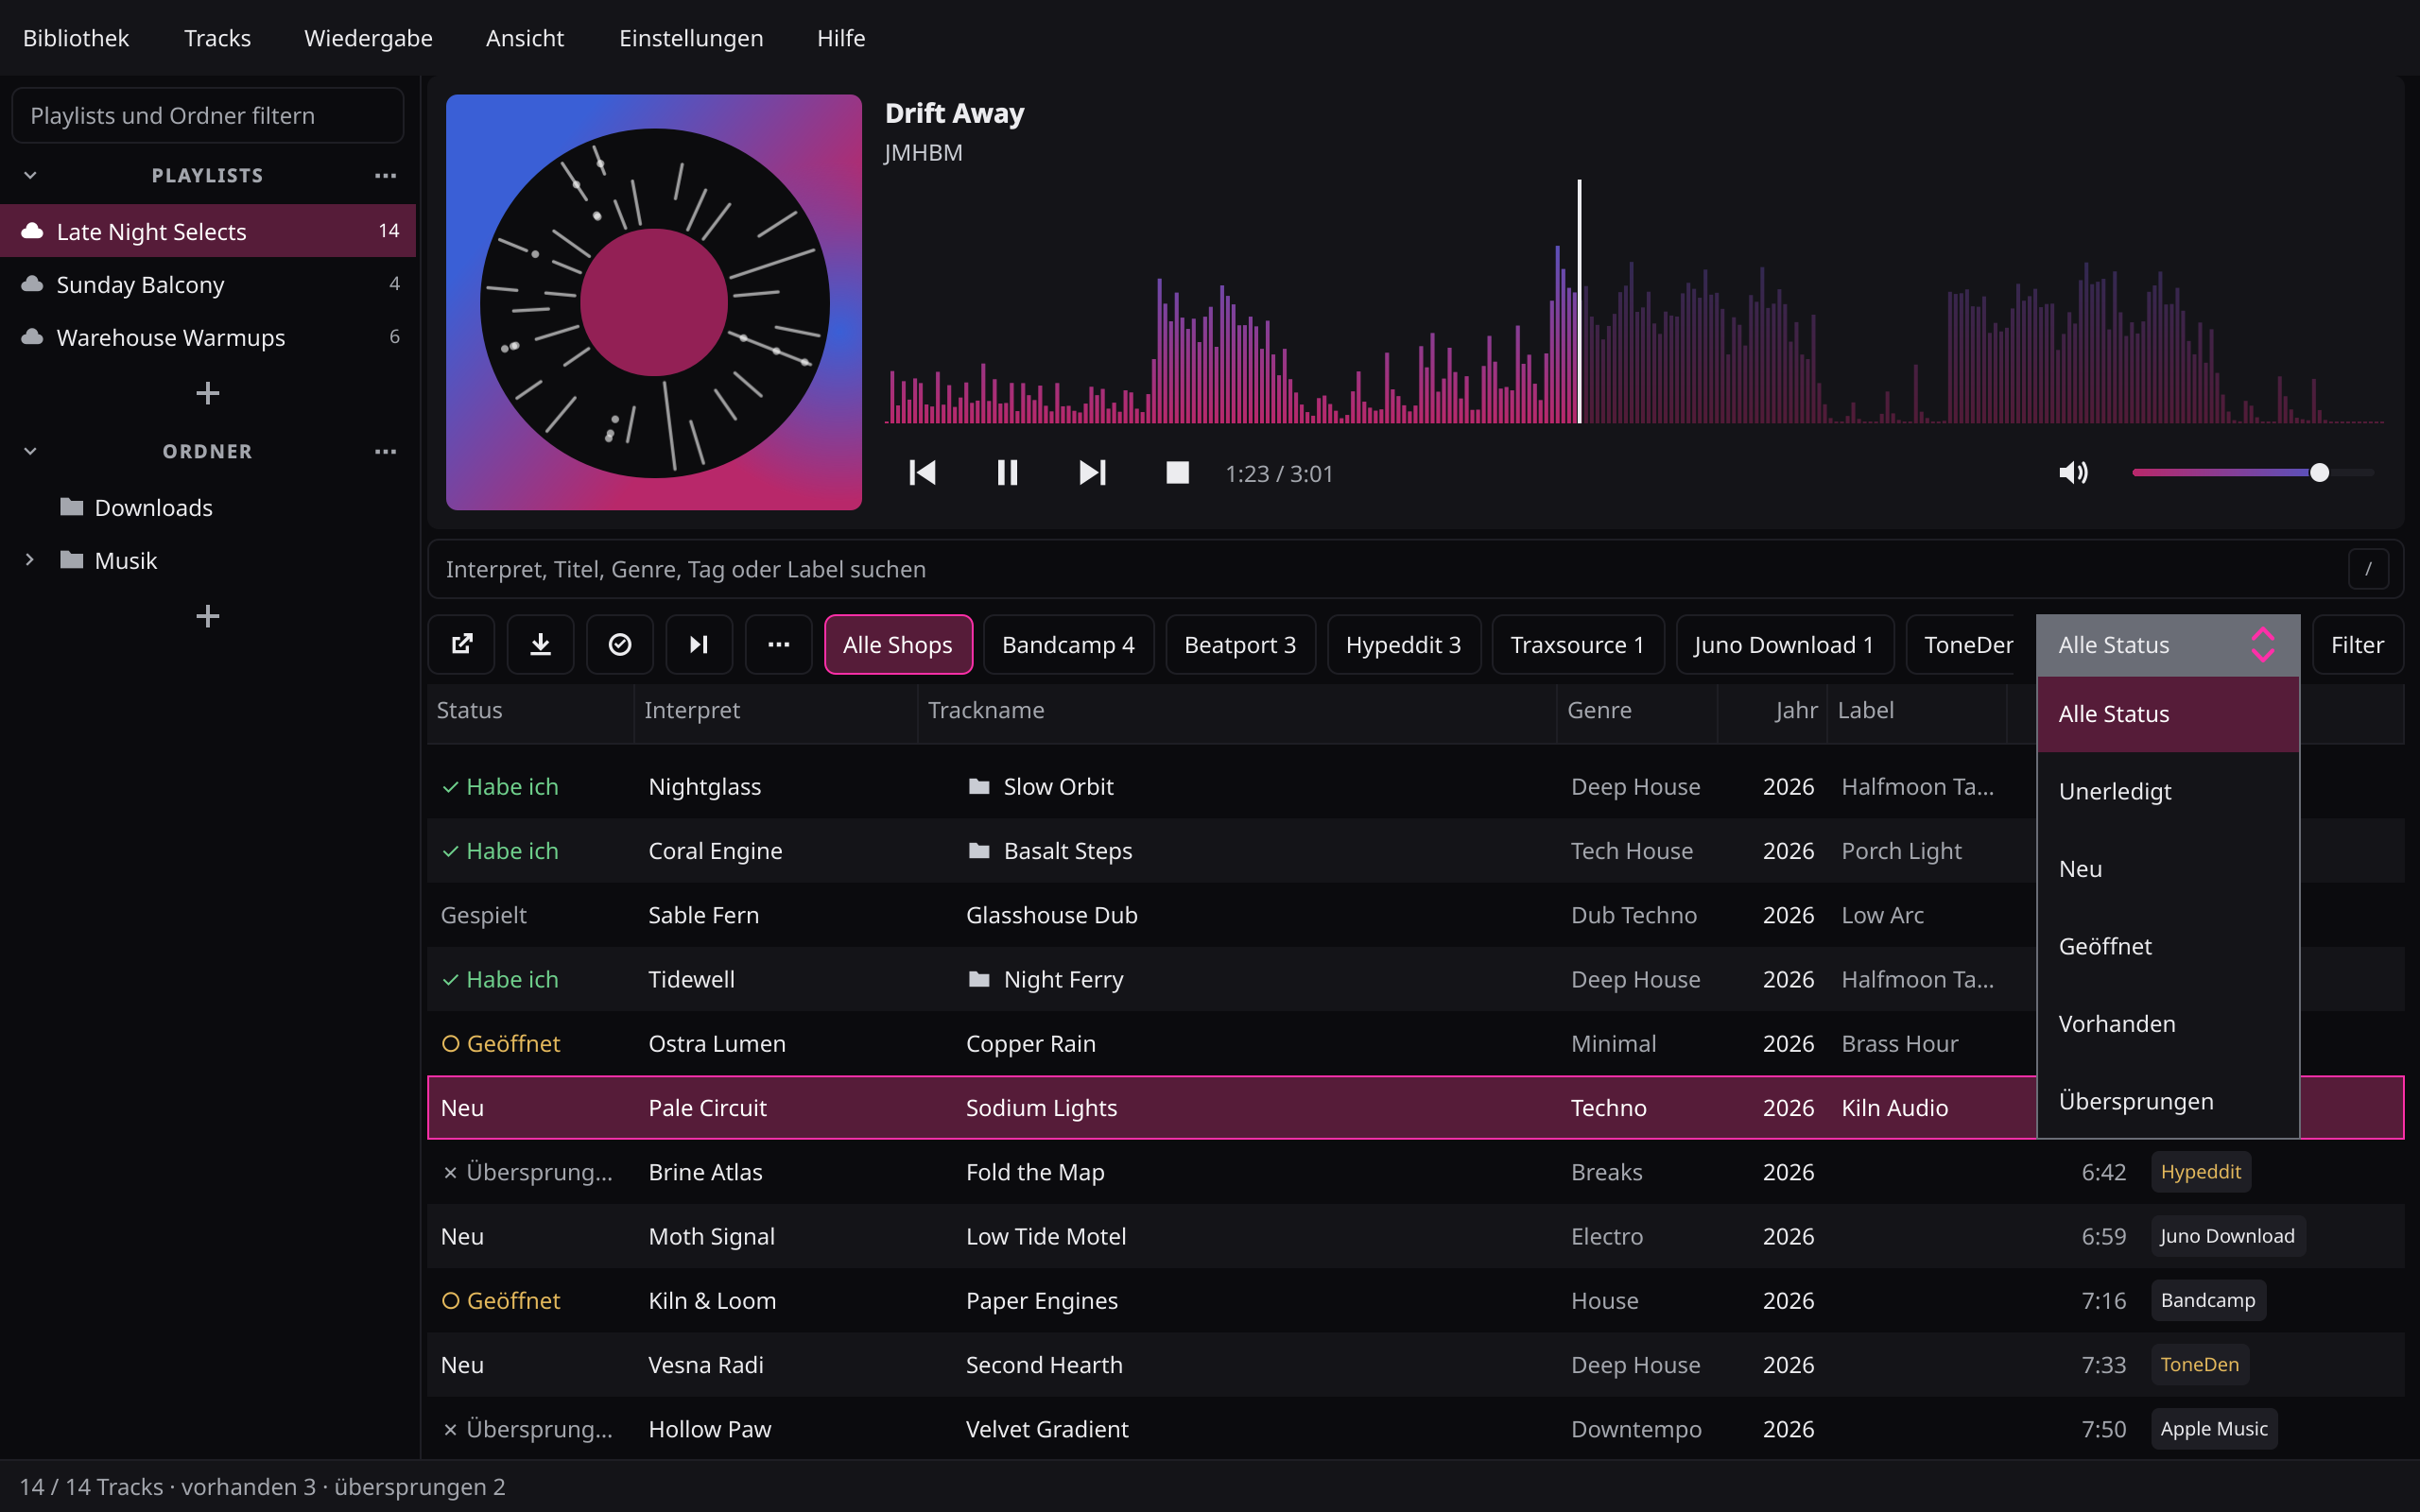 Bibliothek Tracks Wiedergabe Ansicht Einstellungen Hilfe
Playlists und Ordner filtern
PLAYLISTS
Late Night Selects 14
Sunday Balcony 4
Warehouse Warmups 6
ORDNER
Downloads
Musik
Drift Away
JMHBM
1:23 / 3:01
Interpret, Titel, Genre, Tag oder Label suchen /
Alle Shops Bandcamp 4 Beatport 3 Hypeddit 3 Traxsource 1 Juno Download 1 ToneDen Alle Status Filter
Status Interpret Trackname Genre Jahr Label
Alle Status
Unerledigt
Neu
Geöffnet
Vorhanden
Übersprungen
Habe ich Nightglass Slow Orbit Deep House 2026 Halfmoon Ta...
Habe ich Coral Engine Basalt Steps Tech House 2026 Porch Light
Gespielt Sable Fern Glasshouse Dub Dub Techno 2026 Low Arc
Habe ich Tidewell Night Ferry Deep House 2026 Halfmoon Ta...
Geöffnet Ostra Lumen Copper Rain Minimal 2026 Brass Hour
Neu Pale Circuit Sodium Lights Techno 2026 Kiln Audio
× Übersprung... Brine Atlas Fold the Map Breaks 2026 6:42 Hypeddit
Neu Moth Signal Low Tide Motel Electro 2026 6:59 Juno Download
Geöffnet Kiln & Loom Paper Engines House 2026 7:16 Bandcamp
Neu Vesna Radi Second Hearth Deep House 2026 7:33 ToneDen
× Übersprung... Hollow Paw Velvet Gradient Downtempo 2026 7:50 Apple Music
14 / 14 Tracks · vorhanden 3 · übersprungen 2